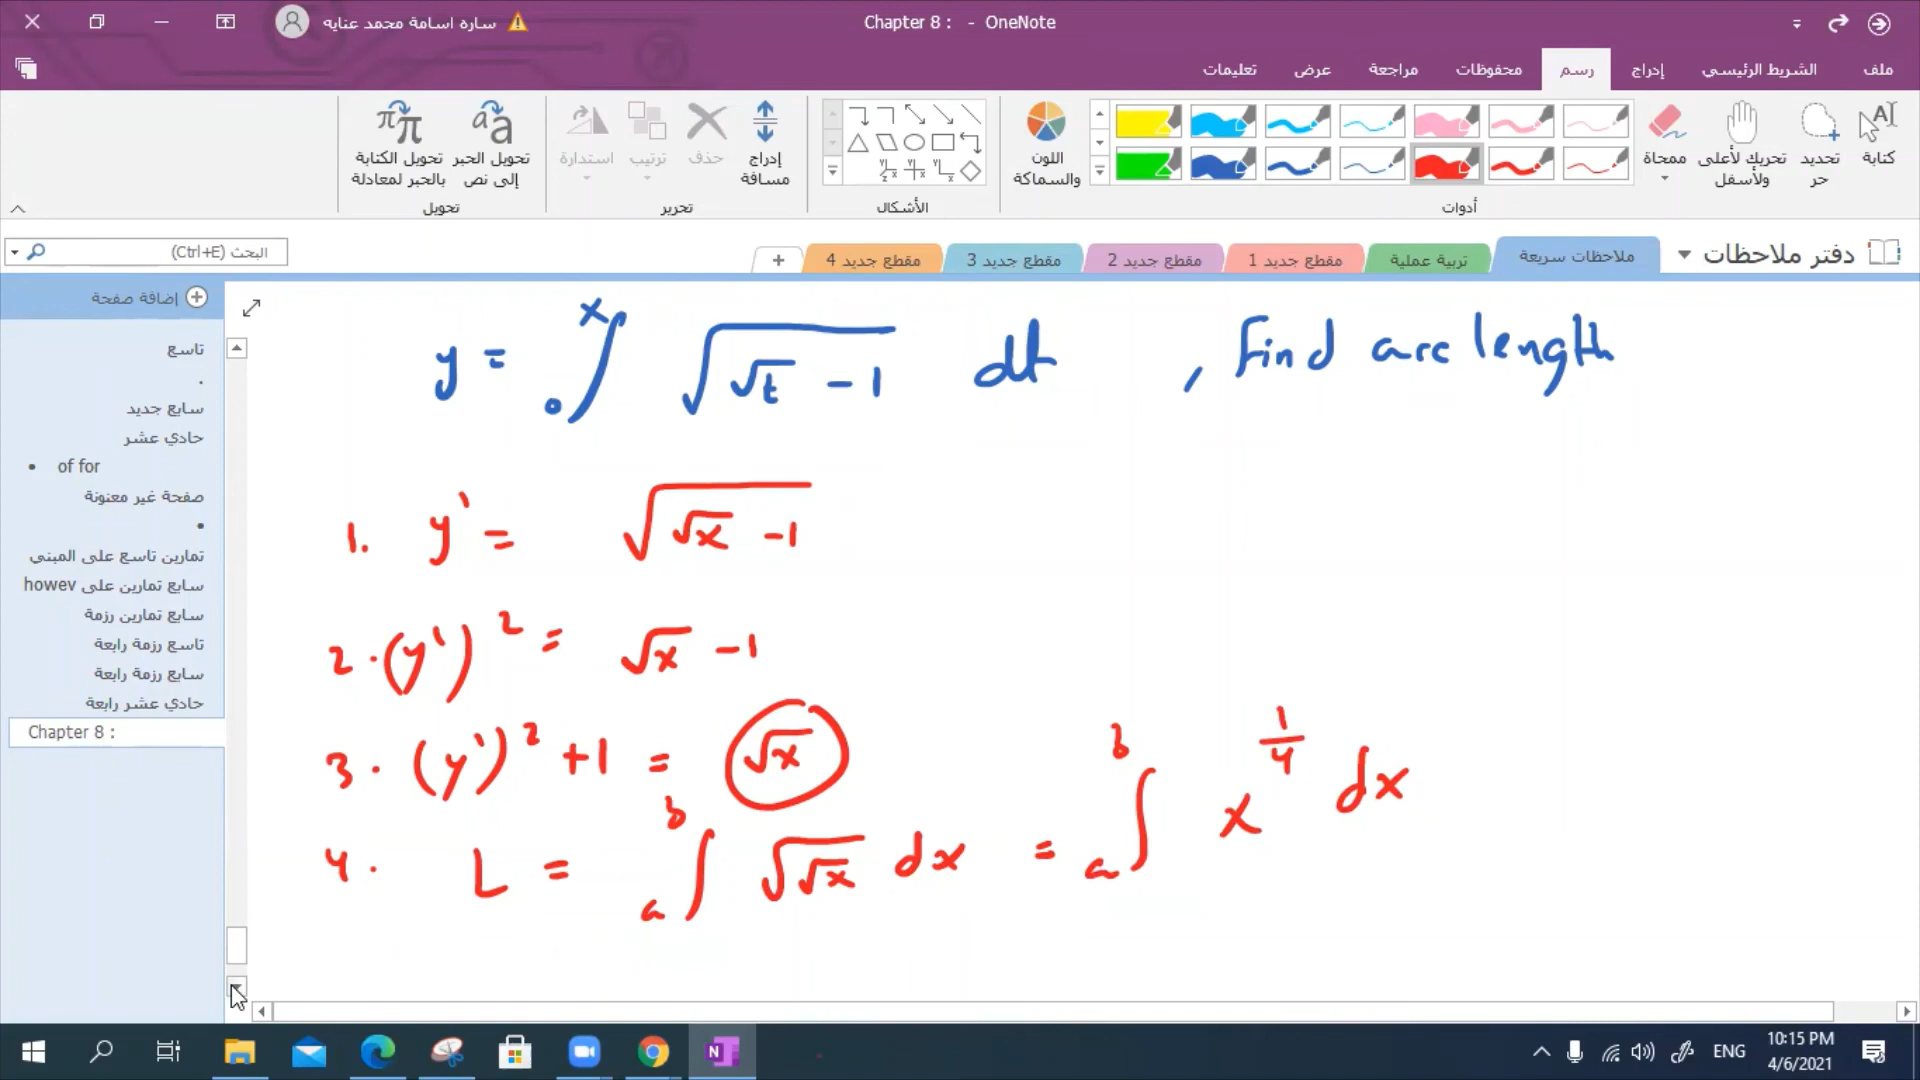 ساره اسامة محمد عنايه
Chapter 8 : - OneNote
ملف الشريط الرئيسي إدراج رسم محفوظات مراجعة عرض تعليمات
كتابة
تحديد حر
تحريك لأعلى ولأسفل
ممحاة
أدوات
اللون والسماكة
الأشكال
إدراج مسافة
حذف
ترتيب
استدارة
تحرير
تحويل الحبر إلى نص
تحويل الكتابة بالحبر لمعادلة
تحويل
دفتر ملاحظات
ملاحظات سريعة
تربية عملية
مقطع جديد 1
مقطع جديد 2
مقطع جديد 3
مقطع جديد 4
+
البحث (Ctrl+E)
إضافة صفحة
تاسع
.
سابع جديد
حادي عشر
• of for
صفحة غير معنونة
•
تمارين تاسع على المبني
سابع تمارين على howev
سابع تمارين رزمة
تاسع رزمة رابعة
سابع رزمة رابعة
حادي عشر رابعة
Chapter 8 :
y = ∫₀ˣ √(√t - 1) dt , Find arc length
1. y' = √(√x - 1)
2. (y')² = √x - 1
3. (y')² + 1 = √x
4. L = ∫ₐᵇ √√x dx = ∫ₐᵇ x^(1/4) dx
ENG
10:15 PM
4/6/2021